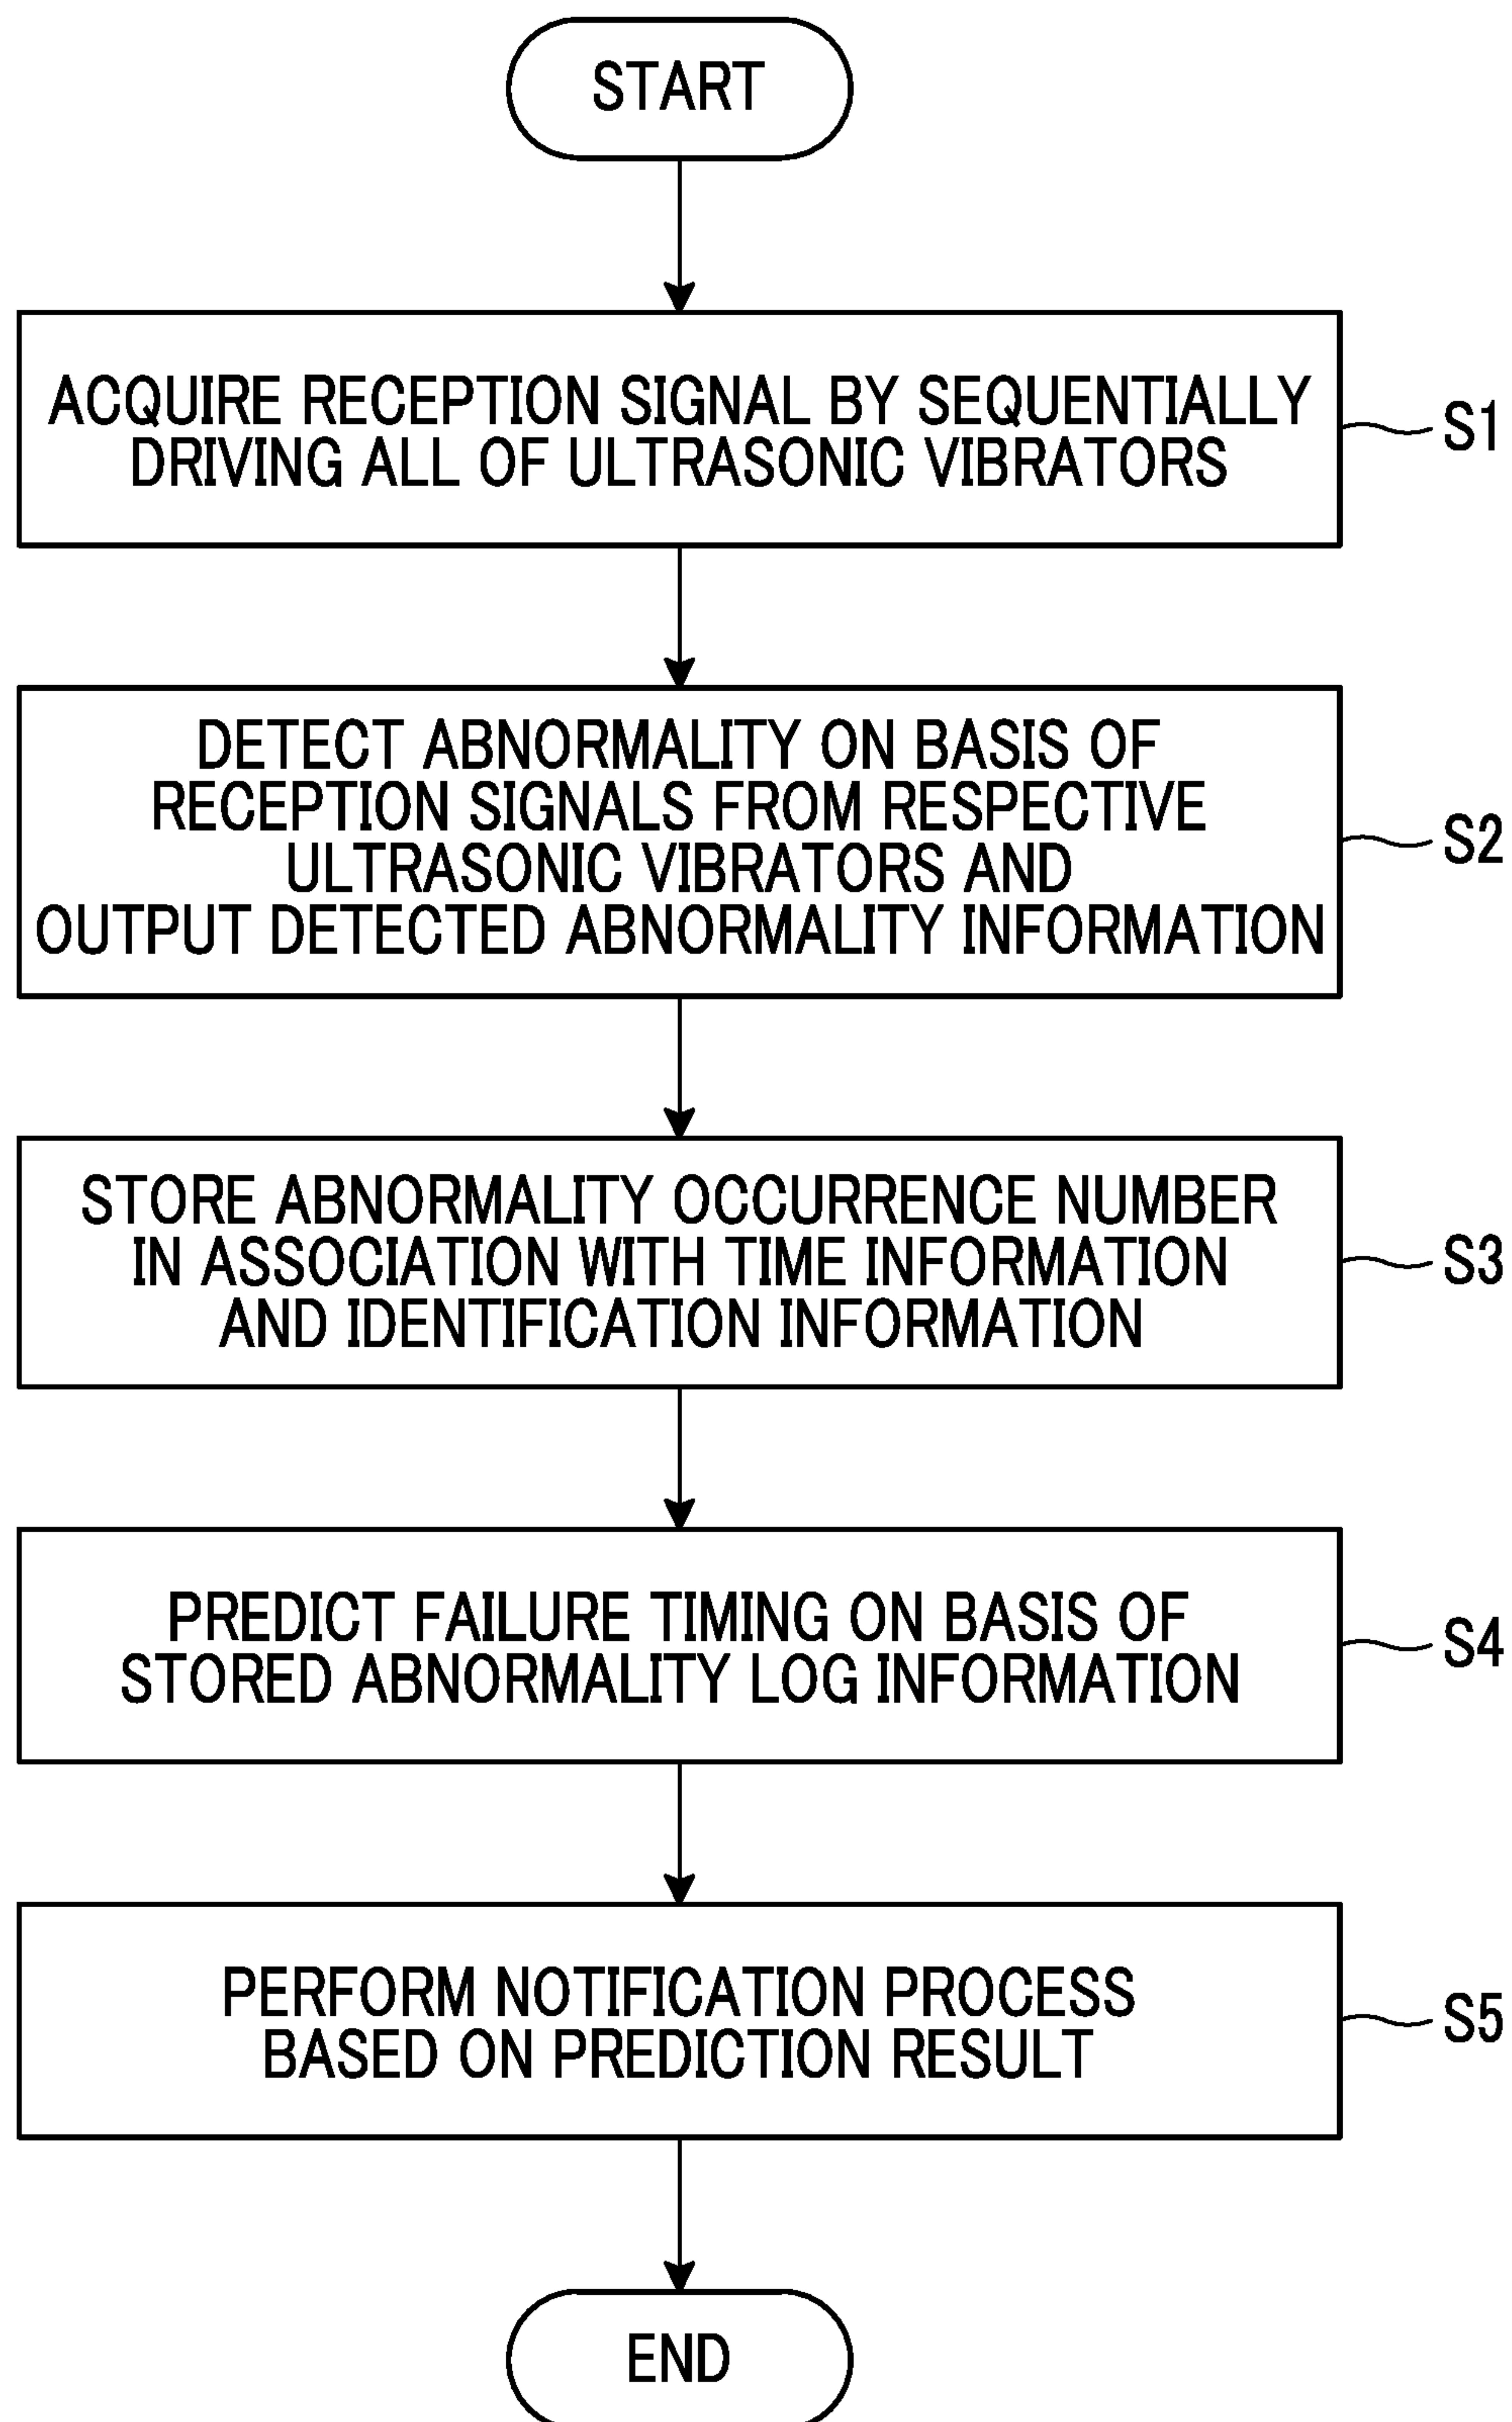 START
ACQUIRE RECEPTION SIGNAL BY SEQUENTIALLY
DRIVING ALL OF ULTRASONIC VIBRATORS
S1
DETECT ABNORMALITY ON BASIS OF
RECEPTION SIGNALS FROM RESPECTIVE
ULTRASONIC VIBRATORS AND
OUTPUT DETECTED ABNORMALITY INFORMATION
S2
STORE ABNORMALITY OCCURRENCE NUMBER
IN ASSOCIATION WITH TIME INFORMATION
AND IDENTIFICATION INFORMATION
S3
PREDICT FAILURE TIMING ON BASIS OF
STORED ABNORMALITY LOG INFORMATION
S4
PERFORM NOTIFICATION PROCESS
BASED ON PREDICTION RESULT
S5
END